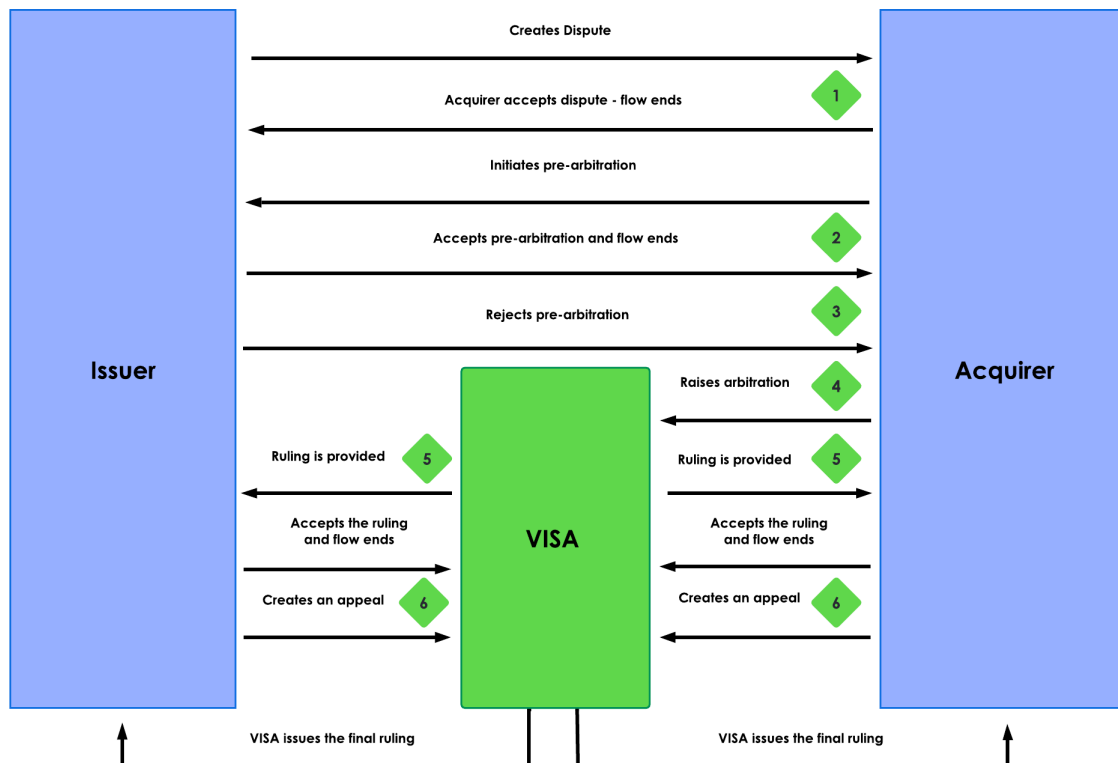 Creates Dispute
1
Acquirer accepts dispute - flow ends
Initiates pre-arbitration
Accepts pre-arbitration and flow ends
2
Rejects pre-arbitration
3
Issuer
Acquirer
Raises arbitration
4
Ruling is provided
5
Ruling is provided
5
Accepts the ruling
and flow ends
VISA
Accepts the ruling
and flow ends
Creates an appeal
6
Creates an appeal
6
VISA issues the final ruling
VISA issues the final ruling